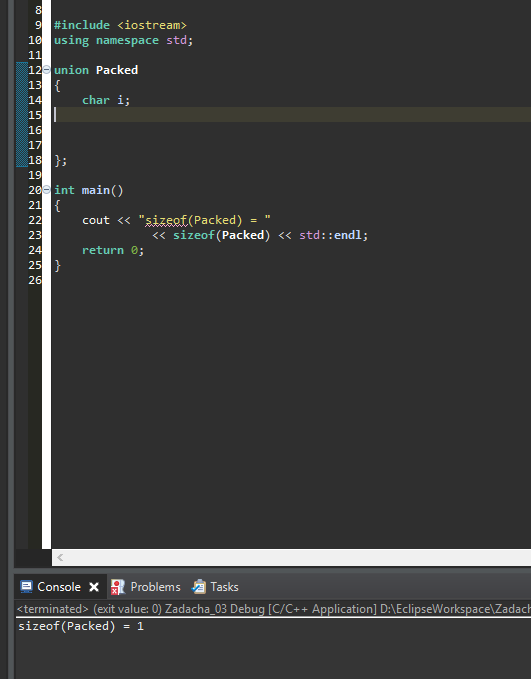 8
9 #include <iostream>
10 using namespace std;
11
12 union Packed
13 {
14 char i;
15
16
17
18 };
19
20 int main()
21 {
22 cout << "sizeof(Packed) = "
23 << sizeof(Packed) << std::endl;
24 return 0;
25 }
26
Console Problems Tasks
<terminated> (exit value: 0) Zadacha_03 Debug [C/C++ Application] D:\EclipseWorkspace\Zadach
sizeof(Packed) = 1